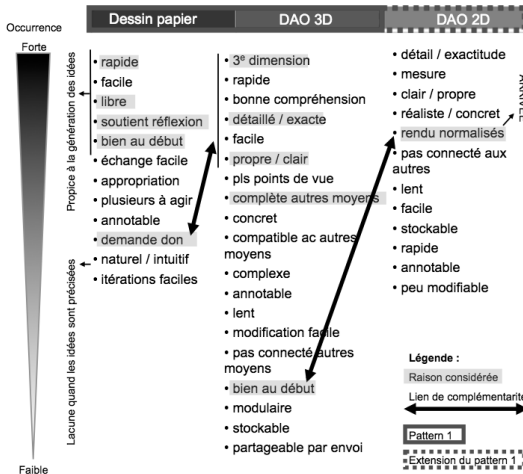 Occurrence
Forte
Propice à la génération des idées
Lacune quand les idées sont précisées
Faible
Dessin papier
• rapide
• facile
• libre
• soutient réflexion
• bien au début
• échange facile
• appropriation
• plusieurs à agir
• annotable
• demande don
• naturel / intuitif
• itérations faciles
DAO 3D
• 3e dimension
• rapide
• bonne compréhension
• détaillé / exacte
• facile
• propre / clair
• pls points de vue
• complète autres moyens
• concret
• compatible ac autres
moyens
• complexe
• annotable
• lent
• modification facile
• pas connecté autres
moyens
• bien au début
• modulaire
• stockable
• partageable par envoi
DAO 2D
• détail / exactitude
• mesure
• clair / propre
• réaliste / concret
• rendu normalisés
• pas connecté aux
autres
• lent
• facile
• stockable
• rapide
• annotable
• peu modifiable
Légende :
Raison considérée
Lien de complémentarité
Pattern 1
Extension du pattern 1